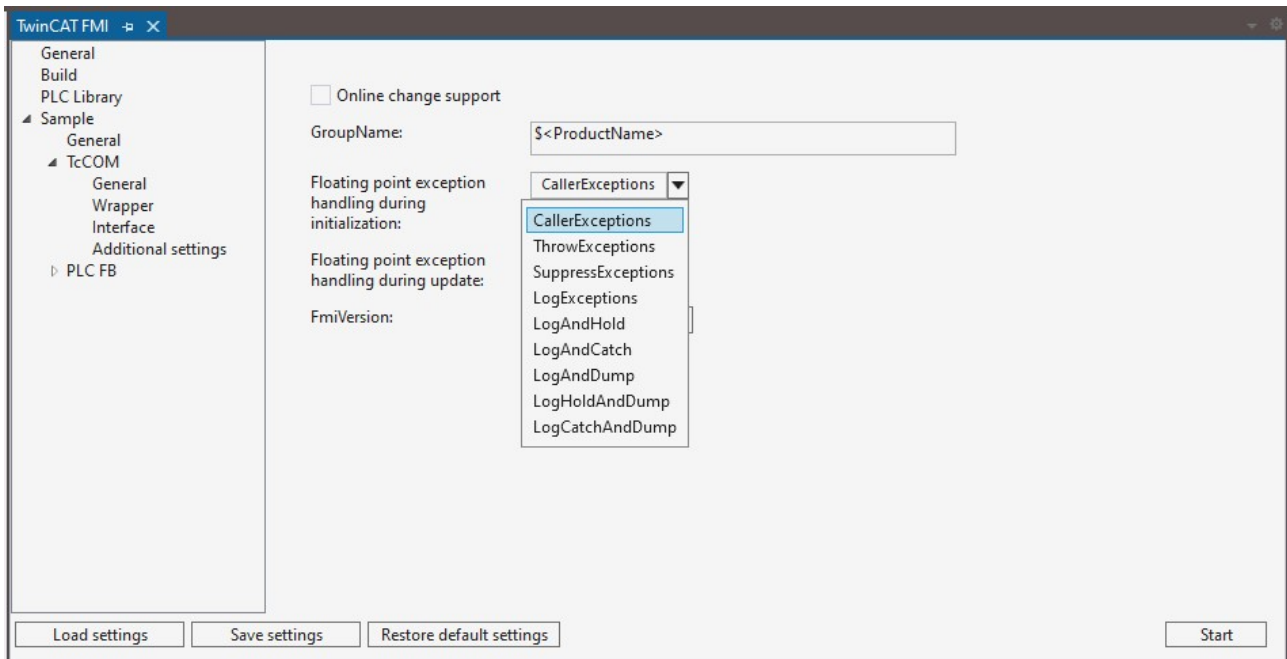 TwinCAT FMI
General
Build
PLC Library
Sample
General
TcCOM
General
Wrapper
Interface
Additional settings
PLC FB
Online change support
GroupName:
$<ProductName>
Floating point exception
handling during
initialization:
CallerExceptions
CallerExceptions
ThrowExceptions
SuppressExceptions
LogExceptions
LogAndHold
LogAndCatch
LogAndDump
LogHoldAndDump
LogCatchAndDump
Floating point exception
handling during update:
FmiVersion:
Load settings
Save settings
Restore default settings
Start